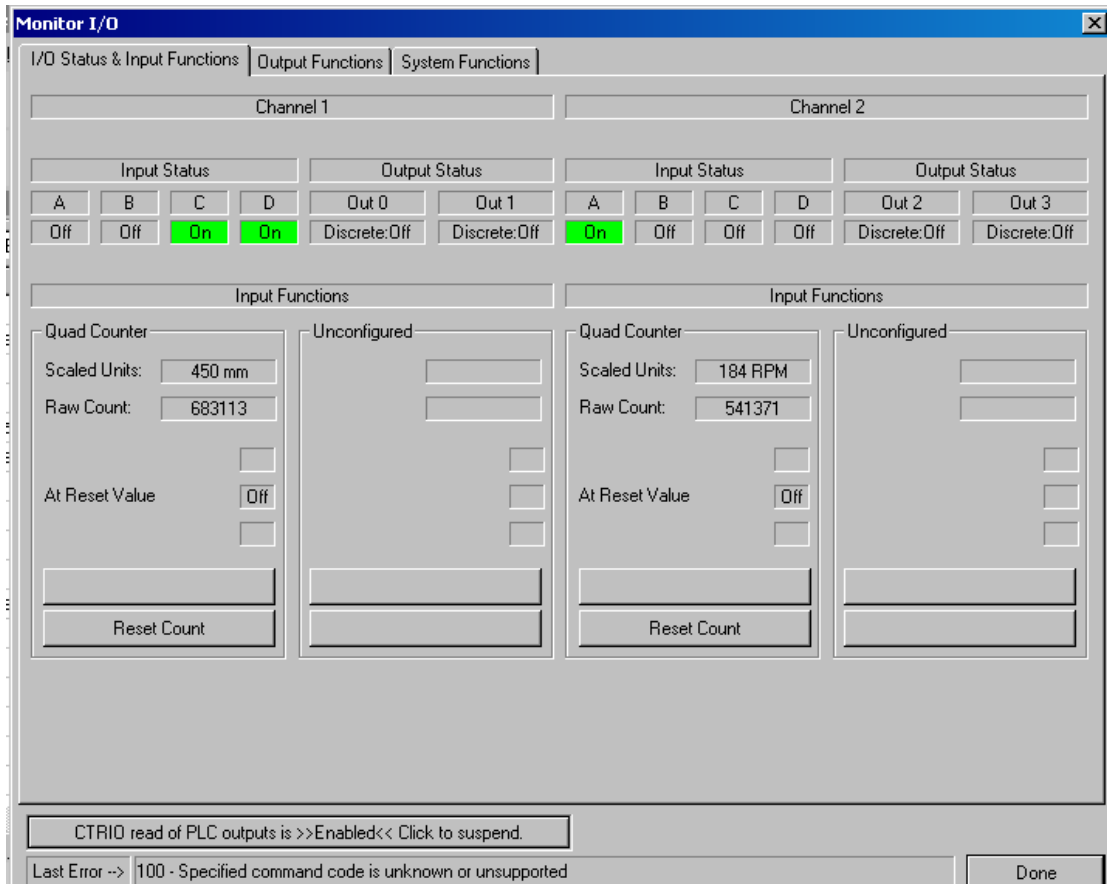 Monitor I/O
I/O Status & Input Functions Output Functions System Functions
Channel 1 Channel 2
Input Status Output Status Input Status Output Status
A B C D Out 0 Out 1 A B C D Out 2 Out 3
Off Off On On Discrete:Off Discrete:Off On Off Off Off Discrete:Off Discrete:Off
Input Functions Input Functions
Quad Counter Unconfigured Quad Counter Unconfigured
Scaled Units: 450 mm Scaled Units: 184 RPM
Raw Count: 683113 Raw Count: 541371
At Reset Value Off At Reset Value Off
Reset Count Reset Count
CTRIO read of PLC outputs is >>Enabled<< Click to suspend.
Last Error --> 100 - Specified command code is unknown or unsupported Done